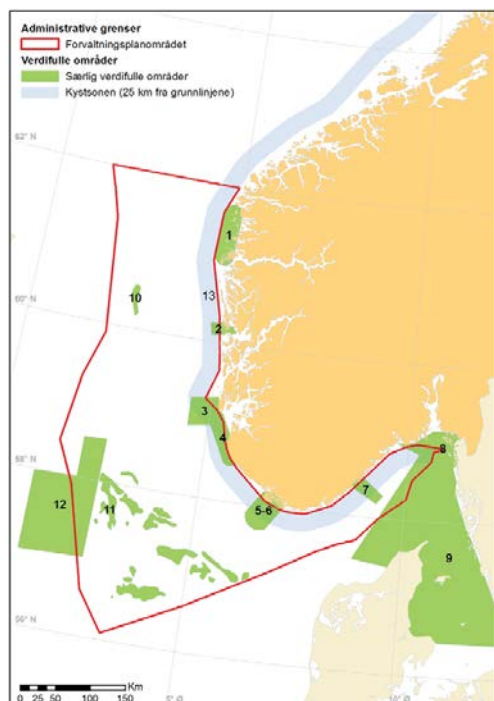 Administrative grenser
Forvaltningsplanområdet
Verdifulle områder
Særlig verdifulle områder
Kystsonen (25 km fra grunnlinjene)
62° N
1
10
13
60° N
2
3
4
58° N
8
7
12
11
5-6
9
56° N
Km
0 25 50 100 150